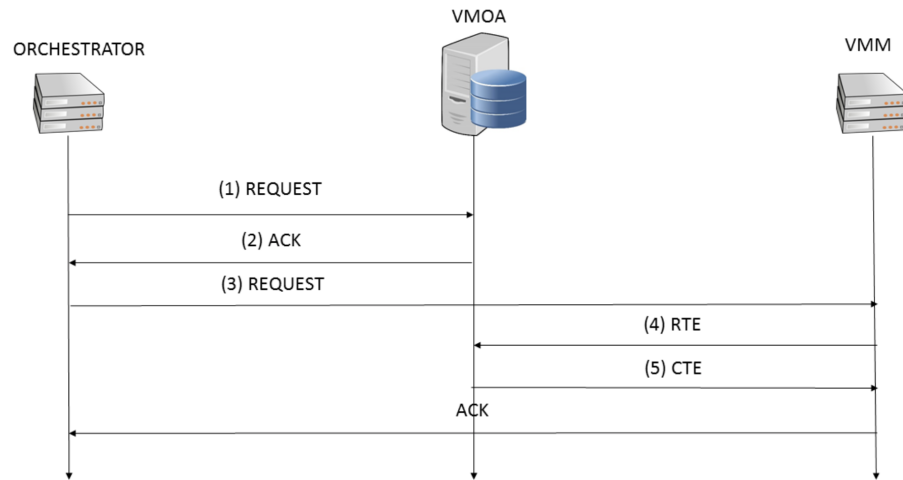 VMOA
ORCHESTRATOR
VMM
(1) REQUEST
(2) ACK
(3) REQUEST
(4) RTE
(5) CTE
ACK